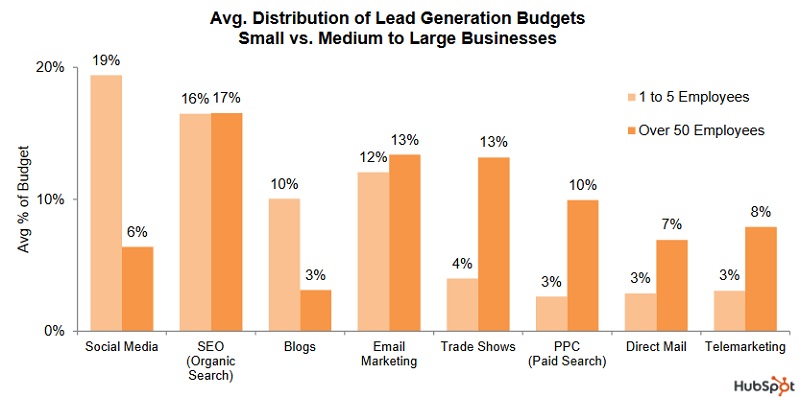 Avg. Distribution of Lead Generation Budgets
Small vs. Medium to Large Businesses
Avg % of Budget
20%
10%
0%
1 to 5 Employees
Over 50 Employees
19%
6%
16%
17%
10%
3%
12%
13%
4%
13%
3%
10%
3%
7%
3%
8%
Social Media
SEO
(Organic
Search)
Blogs
Email
Marketing
Trade Shows
PPC
(Paid Search)
Direct Mail
Telemarketing
HubSpot